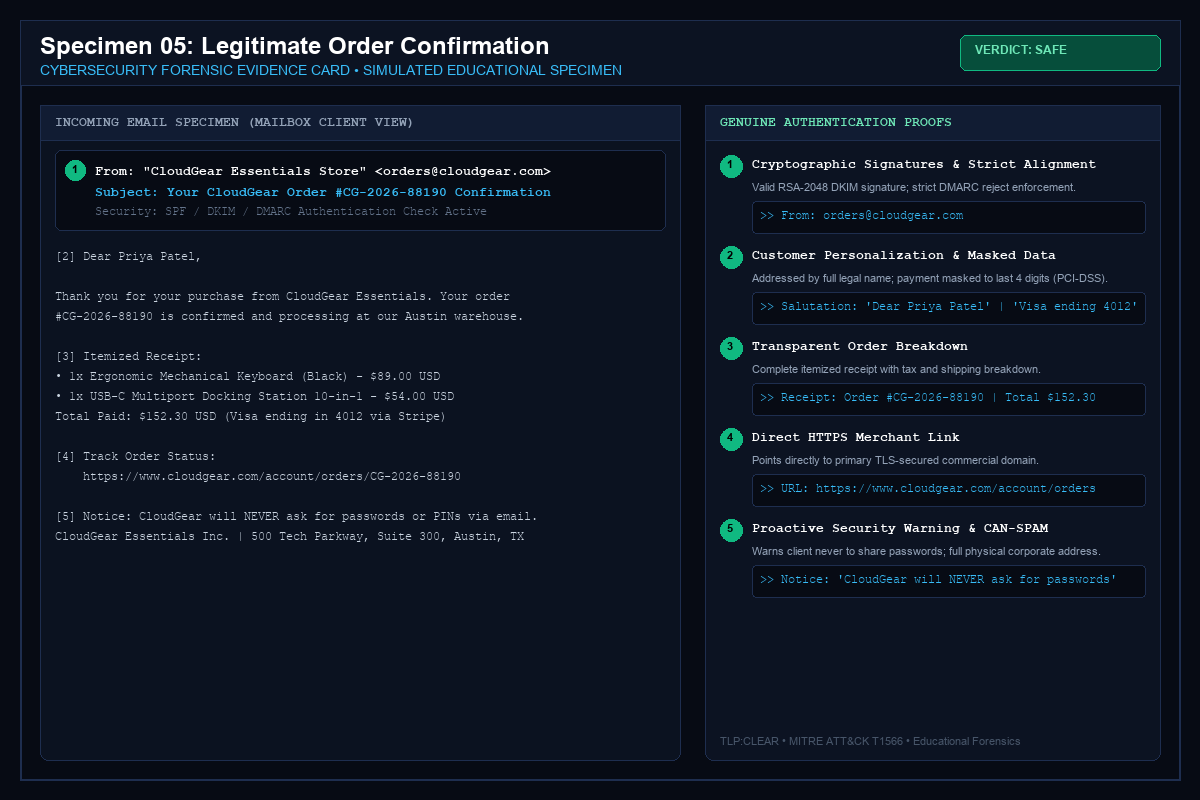 Specimen 05: Legitimate Order Confirmation
CYBERSECURITY FORENSIC EVIDENCE CARD • SIMULATED EDUCATIONAL SPECIMEN
VERDICT: SAFE
INCOMING EMAIL SPECIMEN (MAILBOX CLIENT VIEW)
1
From: "CloudGear Essentials Store" <orders@cloudgear.com>
Subject: Your CloudGear Order #CG-2026-88190 Confirmation
Security: SPF / DKIM / DMARC Authentication Check Active
[2] Dear Priya Patel,
Thank you for your purchase from CloudGear Essentials. Your order
#CG-2026-88190 is confirmed and processing at our Austin warehouse.
[3] Itemized Receipt:
• 1x Ergonomic Mechanical Keyboard (Black) - $89.00 USD
• 1x USB-C Multiport Docking Station 10-in-1 - $54.00 USD
Total Paid: $152.30 USD (Visa ending in 4012 via Stripe)
[4] Track Order Status:
https://www.cloudgear.com/account/orders/CG-2026-88190
[5] Notice: CloudGear will NEVER ask for passwords or PINs via email.
CloudGear Essentials Inc. | 500 Tech Parkway, Suite 300, Austin, TX
GENUINE AUTHENTICATION PROOFS
1
Cryptographic Signatures & Strict Alignment
Valid RSA-2048 DKIM signature; strict DMARC reject enforcement.
>> From: orders@cloudgear.com
2
Customer Personalization & Masked Data
Addressed by full legal name; payment masked to last 4 digits (PCI-DSS).
>> Salutation: 'Dear Priya Patel' | 'Visa ending 4012'
3
Transparent Order Breakdown
Complete itemized receipt with tax and shipping breakdown.
>> Receipt: Order #CG-2026-88190 | Total $152.30
4
Direct HTTPS Merchant Link
Points directly to primary TLS-secured commercial domain.
>> URL: https://www.cloudgear.com/account/orders
5
Proactive Security Warning & CAN-SPAM
Warns client never to share passwords; full physical corporate address.
>> Notice: 'CloudGear will NEVER ask for passwords'
TLP:CLEAR • MITRE ATT&CK T1566 • Educational Forensics